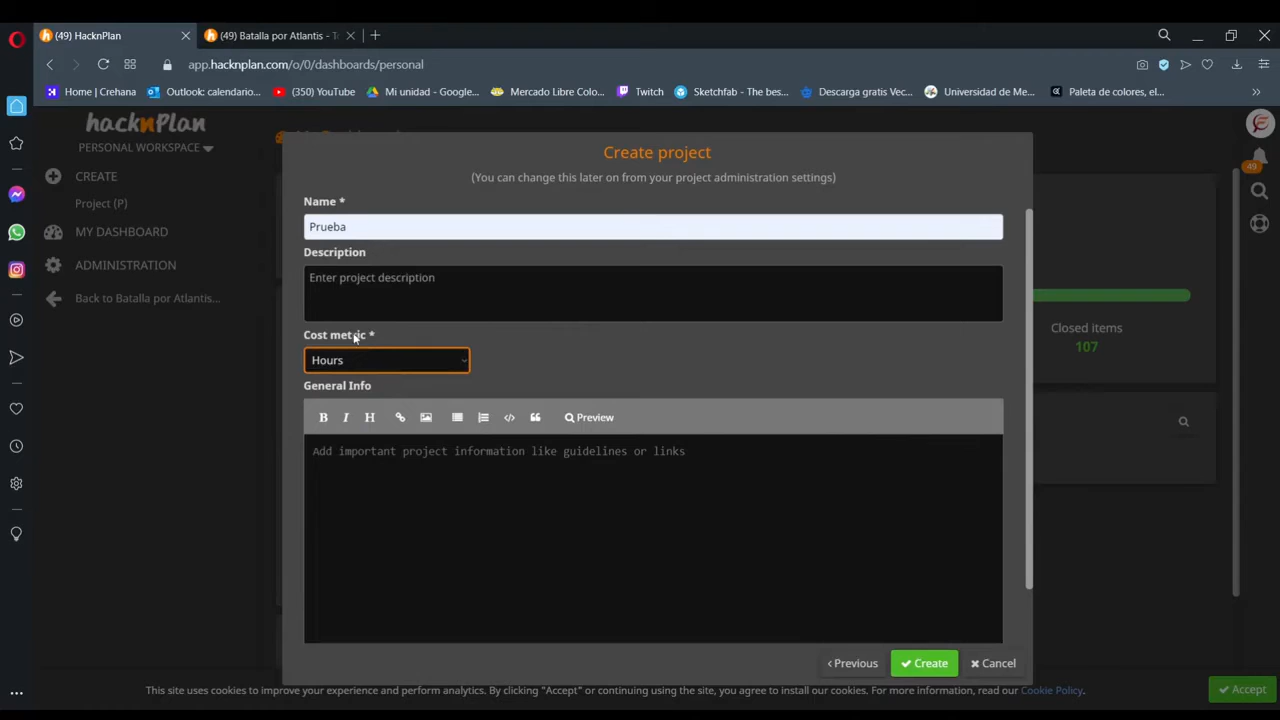 (49) HacknPlan
(49) Batalla por Atlantis - T
app.hacknplan.com/o/0/dashboards/personal
Home | Crehana
Outlook: calendario...
(350) YouTube
Mi unidad - Google...
Mercado Libre Colo...
Twitch
Sketchfab - The bes...
Descarga gratis Vec...
Universidad de Me...
Paleta de colores, el...
hacknPlan
PERSONAL WORKSPACE
CREATE
Project (P)
MY DASHBOARD
ADMINISTRATION
Back to Batalla por Atlantis...
49
Create project
(You can change this later on from your project administration settings)
Name *
Prueba
Description
Enter project description
Cost metric *
Hours
General Info
B I H Preview
Add important project information like guidelines or links
Closed items
107
Previous
Create
Cancel
This site uses cookies to improve your experience and perform analytics. By clicking "Accept" or continuing using the site, you agree to install our cookies. For more information, read our Cookie Policy.
Accept